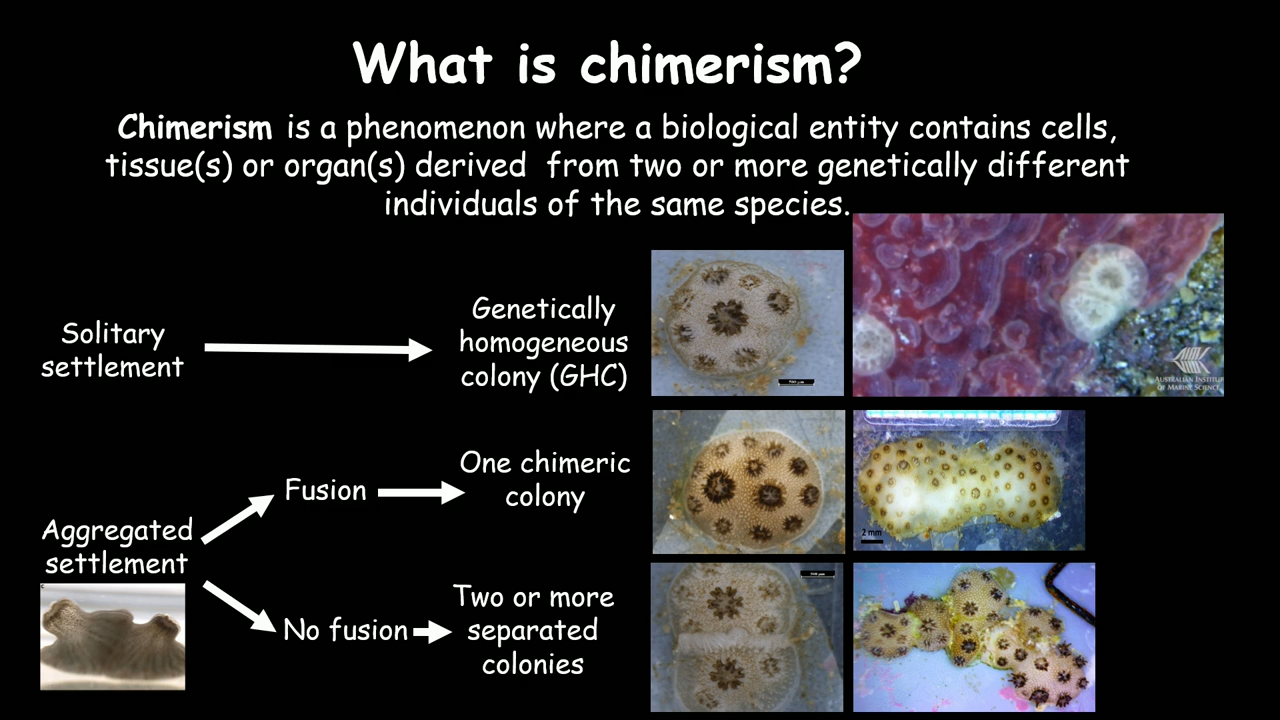 What is chimerism?
Chimerism is a phenomenon where a biological entity contains cells,
tissue(s) or organ(s) derived from two or more genetically different
individuals of the same species.
Solitary
settlement
Genetically
homogeneous
colony (GHC)
AUSTRALIAN INSTITUTE
OF MARINE SCIENCE
Aggregated
settlement
Fusion
One chimeric
colony
2 mm
No fusion
Two or more
separated
colonies